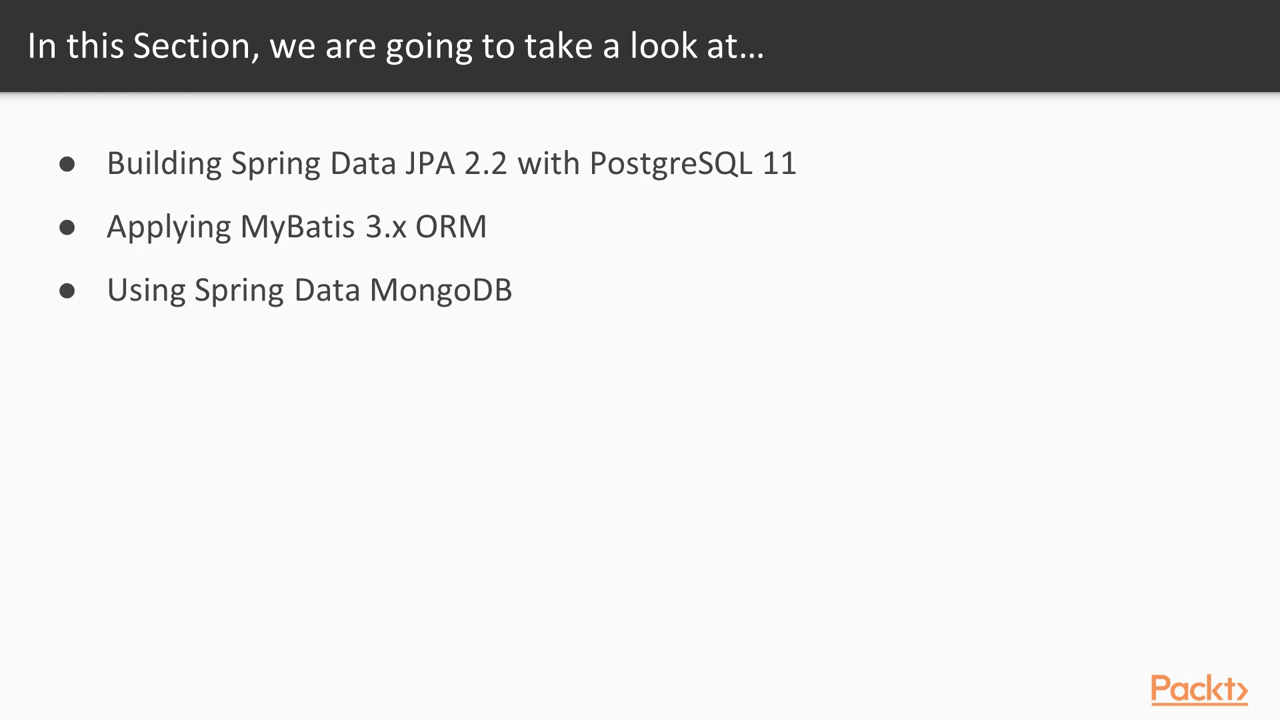 In this Section, we are going to take a look at...
● Building Spring Data JPA 2.2 with PostgreSQL 11
● Applying MyBatis 3.x ORM
● Using Spring Data MongoDB
Packt>